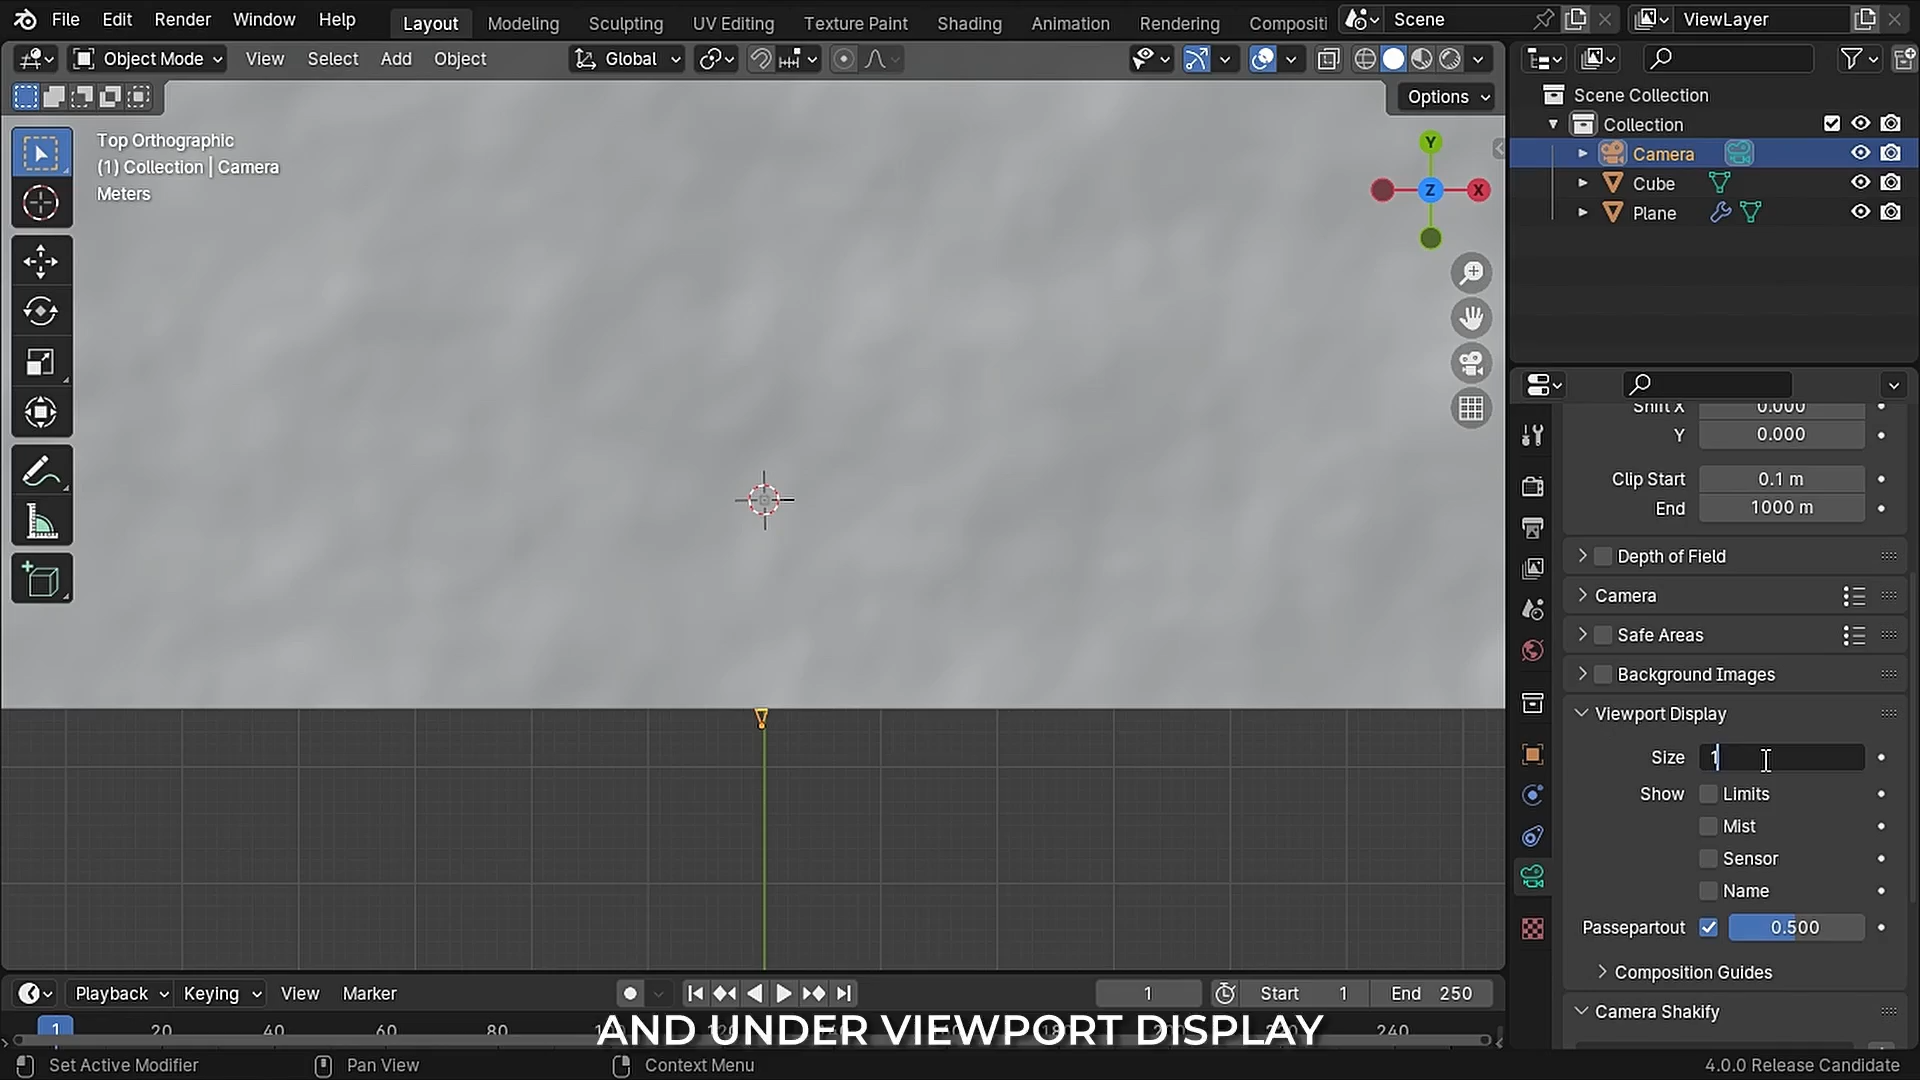 File Edit Render Window Help Layout Modeling Sculpting UV Editing Texture Paint Shading Animation Rendering Compositi Scene ViewLayer
Object Mode View Select Add Object Global
Options
Top Orthographic
(1) Collection | Camera
Meters
Y
Z
X
Scene Collection
Collection
Camera
Cube
Plane
Shift X 0.000
Y 0.000
Clip Start 0.1 m
End 1000 m
Depth of Field
Camera
Safe Areas
Background Images
Viewport Display
Size 1
Show Limits
Mist
Sensor
Name
Passepartout 0.500
Composition Guides
Camera Shakify
Playback Keying View Marker 1 Start 1 End 250
1 20 40 60 80 240
AND UNDER VIEWPORT DISPLAY
Set Active Modifier Pan View Context Menu 4.0.0 Release Candidate